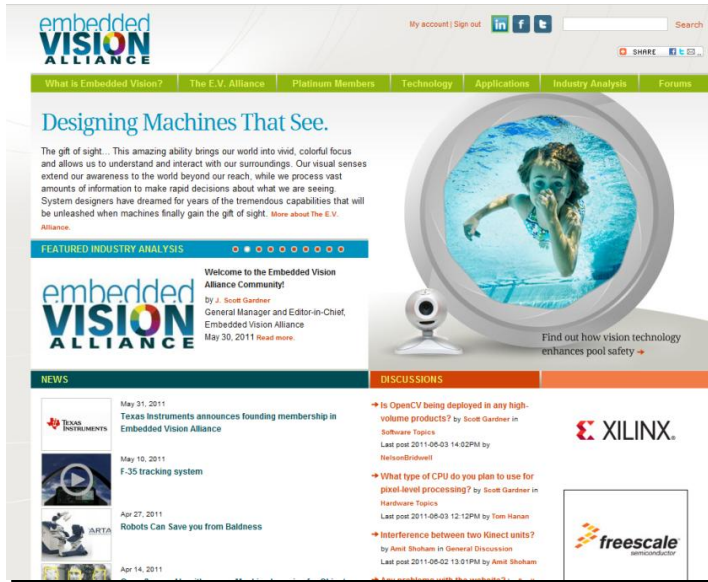 embedded
VISION
ALLIANCE
My account | Sign out
Search
SHARE
What is Embedded Vision?
The E.V. Alliance
Platinum Members
Technology
Applications
Industry Analysis
Forums
Designing Machines That See.
The gift of sight... This amazing ability brings our world into vivid, colorful focus
and allows us to understand and interact with our surroundings. Our visual senses
extend our awareness to the world beyond our reach, while we process vast
amounts of information to make rapid decisions about what we are seeing.
System designers have dreamed for years of the tremendous capabilities that will
be unleashed when machines finally gain the gift of sight. More about The E.V.
Alliance.
FEATURED INDUSTRY ANALYSIS
embedded
VISION
ALLIANCE
Welcome to the Embedded Vision
Alliance Community!
by J. Scott Gardner
General Manager and Editor-in-Chief,
Embedded Vision Alliance
May 30, 2011 Read more.
Find out how vision technology
enhances pool safety
NEWS
TEXAS
INSTRUMENTS
May 31, 2011
Texas Instruments announces founding membership in
Embedded Vision Alliance
May 10, 2011
F-35 tracking system
ARTA
Apr 27, 2011
Robots Can Save you from Baldness
Apr 14, 2011
DISCUSSIONS
Is OpenCV being deployed in any high-
volume products? by Scott Gardner in
Software Topics
Last post 2011-06-03 14:02PM by
NelsonBridwell
What type of CPU do you plan to use for
pixel-level processing? by Scott Gardner in
Hardware Topics
Last post 2011-06-03 12:12PM by Tom Hanan
Interference between two Kinect units?
by Amit Shoham in General Discussion
Last post 2011-06-02 13:01PM by Amit Shoham
XILINX
freescale
semiconductor